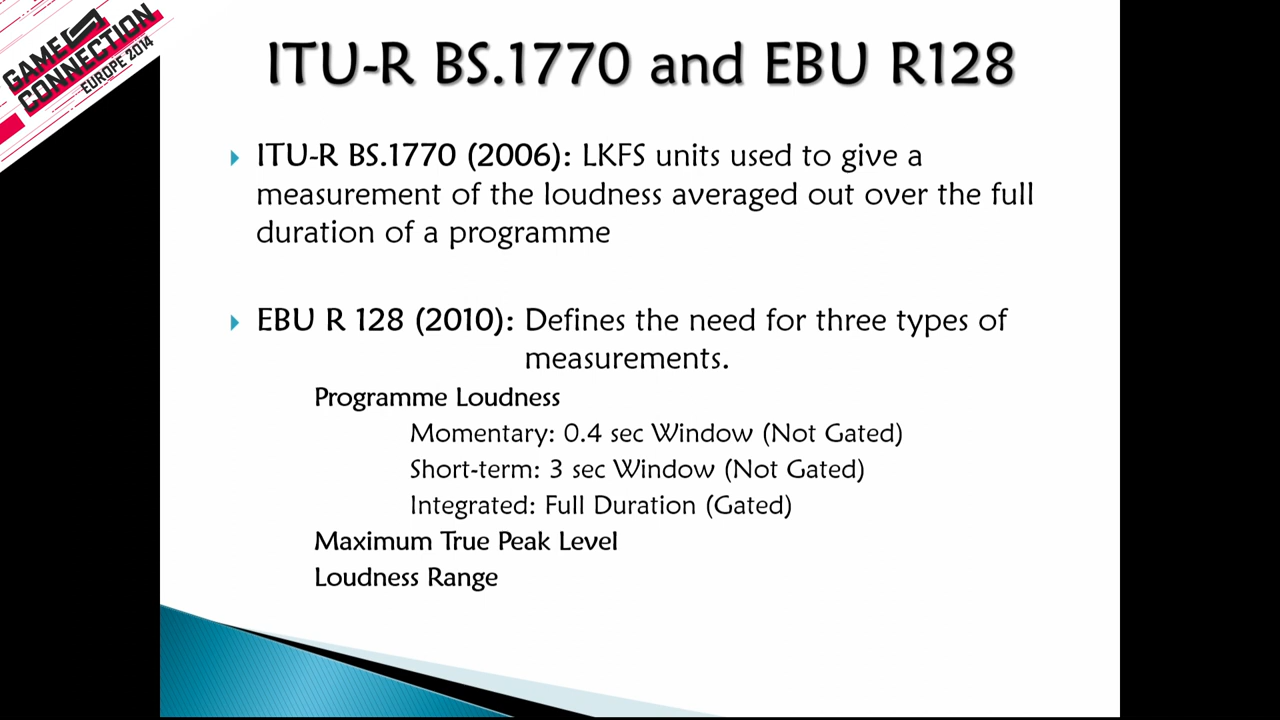 GAME
CONNECTION
EUROPE 2014
ITU-R BS.1770 and EBU R128
ITU-R BS.1770 (2006): LKFS units used to give a
measurement of the loudness averaged out over the full
duration of a programme
EBU R 128 (2010): Defines the need for three types of
measurements.
Programme Loudness
Momentary: 0.4 sec Window (Not Gated)
Short-term: 3 sec Window (Not Gated)
Integrated: Full Duration (Gated)
Maximum True Peak Level
Loudness Range